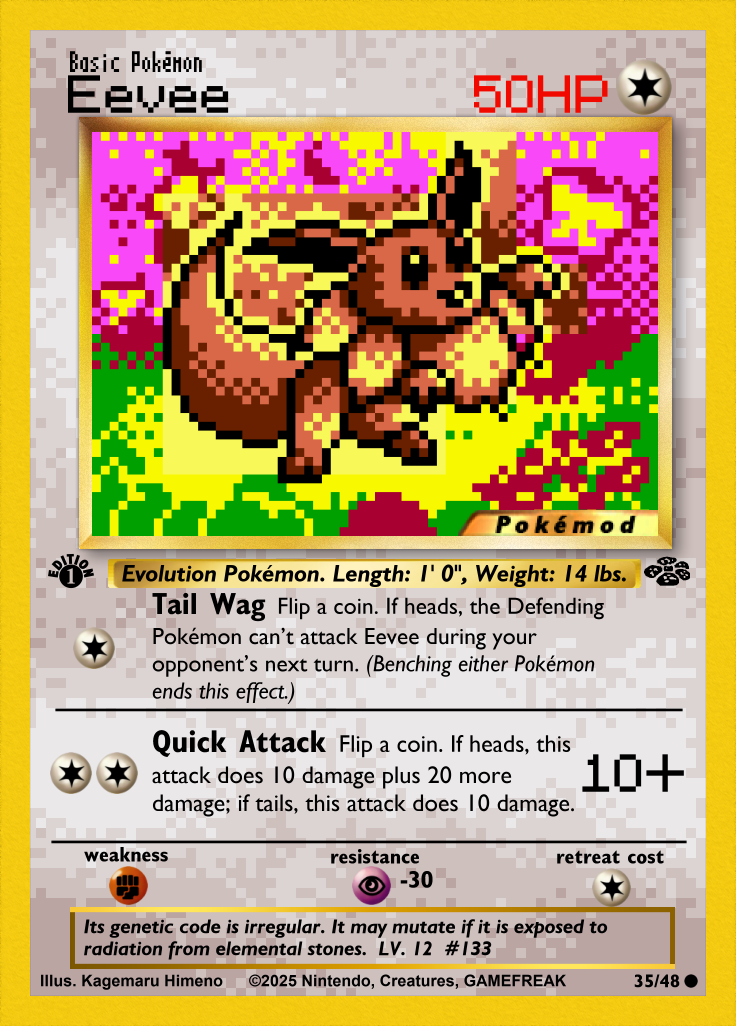 Basic Pokémon
Eevee
50HP
Pokémod
EDITION
1
Evolution Pokémon. Length: 1' 0", Weight: 14 lbs.
Tail Wag Flip a coin. If heads, the Defending
Pokémon can't attack Eevee during your
opponent's next turn. (Benching either Pokémon
ends this effect.)
Quick Attack Flip a coin. If heads, this
attack does 10 damage plus 20 more
damage; if tails, this attack does 10 damage.
10+
weakness
resistance
retreat cost
-30
Its genetic code is irregular. It may mutate if it is exposed to
radiation from elemental stones. LV. 12 #133
Illus. Kagemaru Himeno ©2025 Nintendo, Creatures, GAMEFREAK
35/48